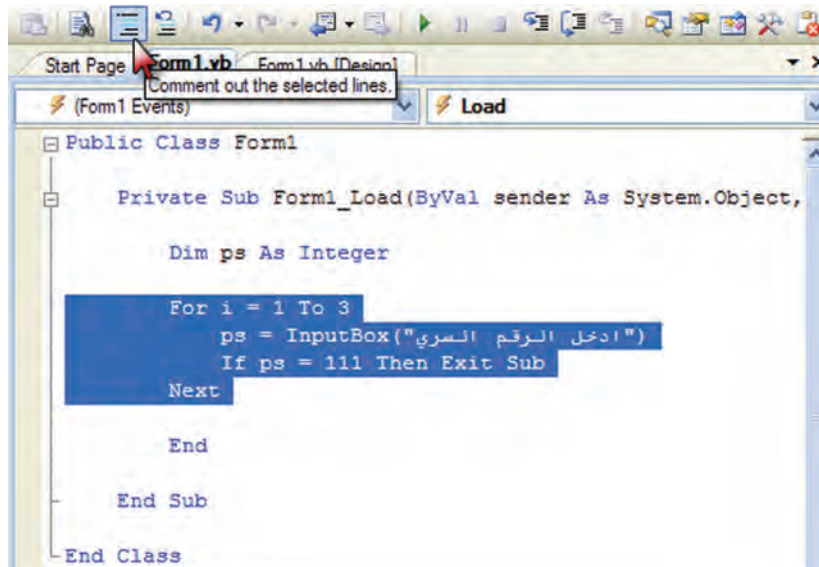 Start Page Form1.vb Form1.vb [Design]
Comment out the selected lines.
(Form1 Events) Load
Public Class Form1
Private Sub Form1_Load(ByVal sender As System.Object,
Dim ps As Integer
For i = 1 To 3
ps = InputBox("ادخل الرقم السري")
If ps = 111 Then Exit Sub
Next
End
End Sub
End Class